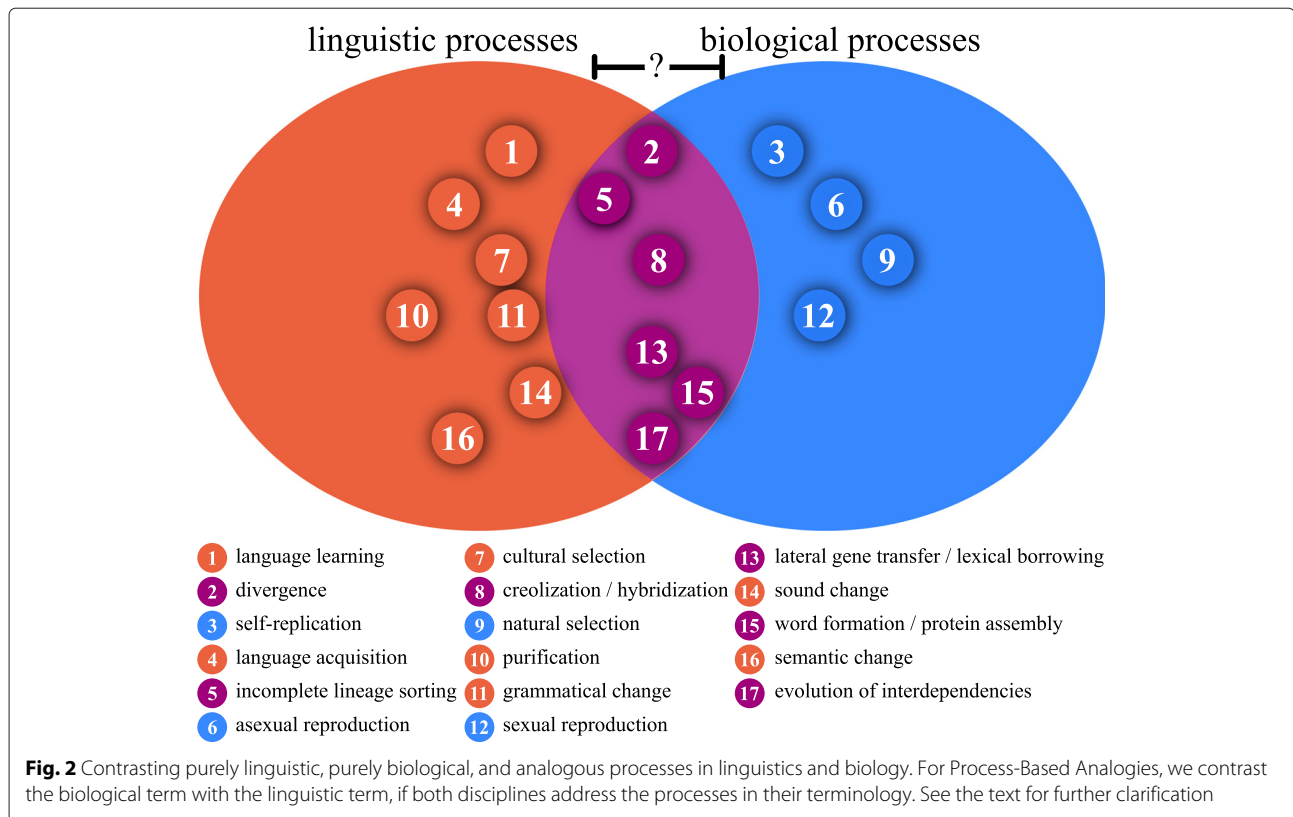 linguistic processes
biological processes
?
1
2
3
4
5
6
7
8
9
10
11
12
13
14
15
16
17
1 language learning
2 divergence
3 self-replication
4 language acquisition
5 incomplete lineage sorting
6 asexual reproduction
7 cultural selection
8 creolization / hybridization
9 natural selection
10 purification
11 grammatical change
12 sexual reproduction
13 lateral gene transfer / lexical borrowing
14 sound change
15 word formation / protein assembly
16 semantic change
17 evolution of interdependencies
Fig. 2 Contrasting purely linguistic, purely biological, and analogous processes in linguistics and biology. For Process-Based Analogies, we contrast
the biological term with the linguistic term, if both disciplines address the processes in their terminology. See the text for further clarification